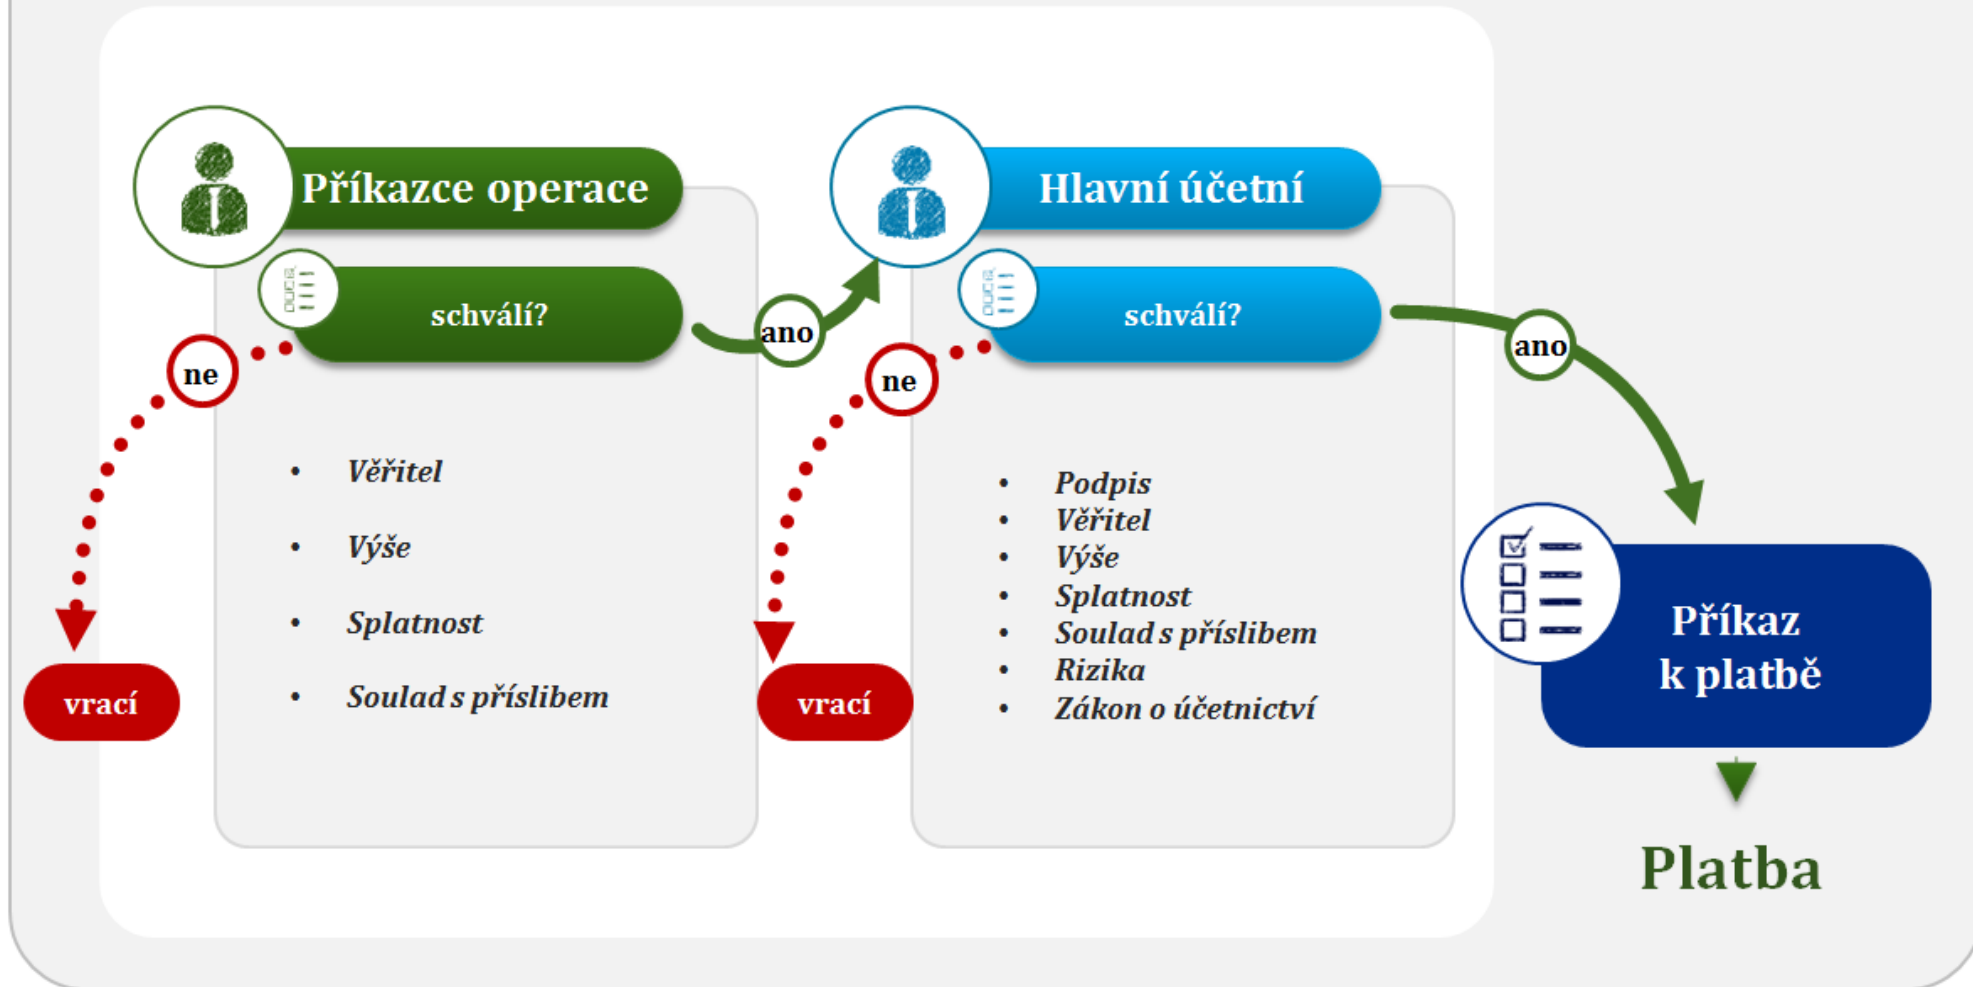 Příkazce operace
schválí?
ano
ne
• Věřitel
• Výše
• Splatnost
• Soulad s příslibem
vrací
Hlavní účetní
schválí?
ano
ne
• Podpis
• Věřitel
• Výše
• Splatnost
• Soulad s příslibem
• Rizika
• Zákon o účetnictví
vrací
Příkaz
k platbě
Platba